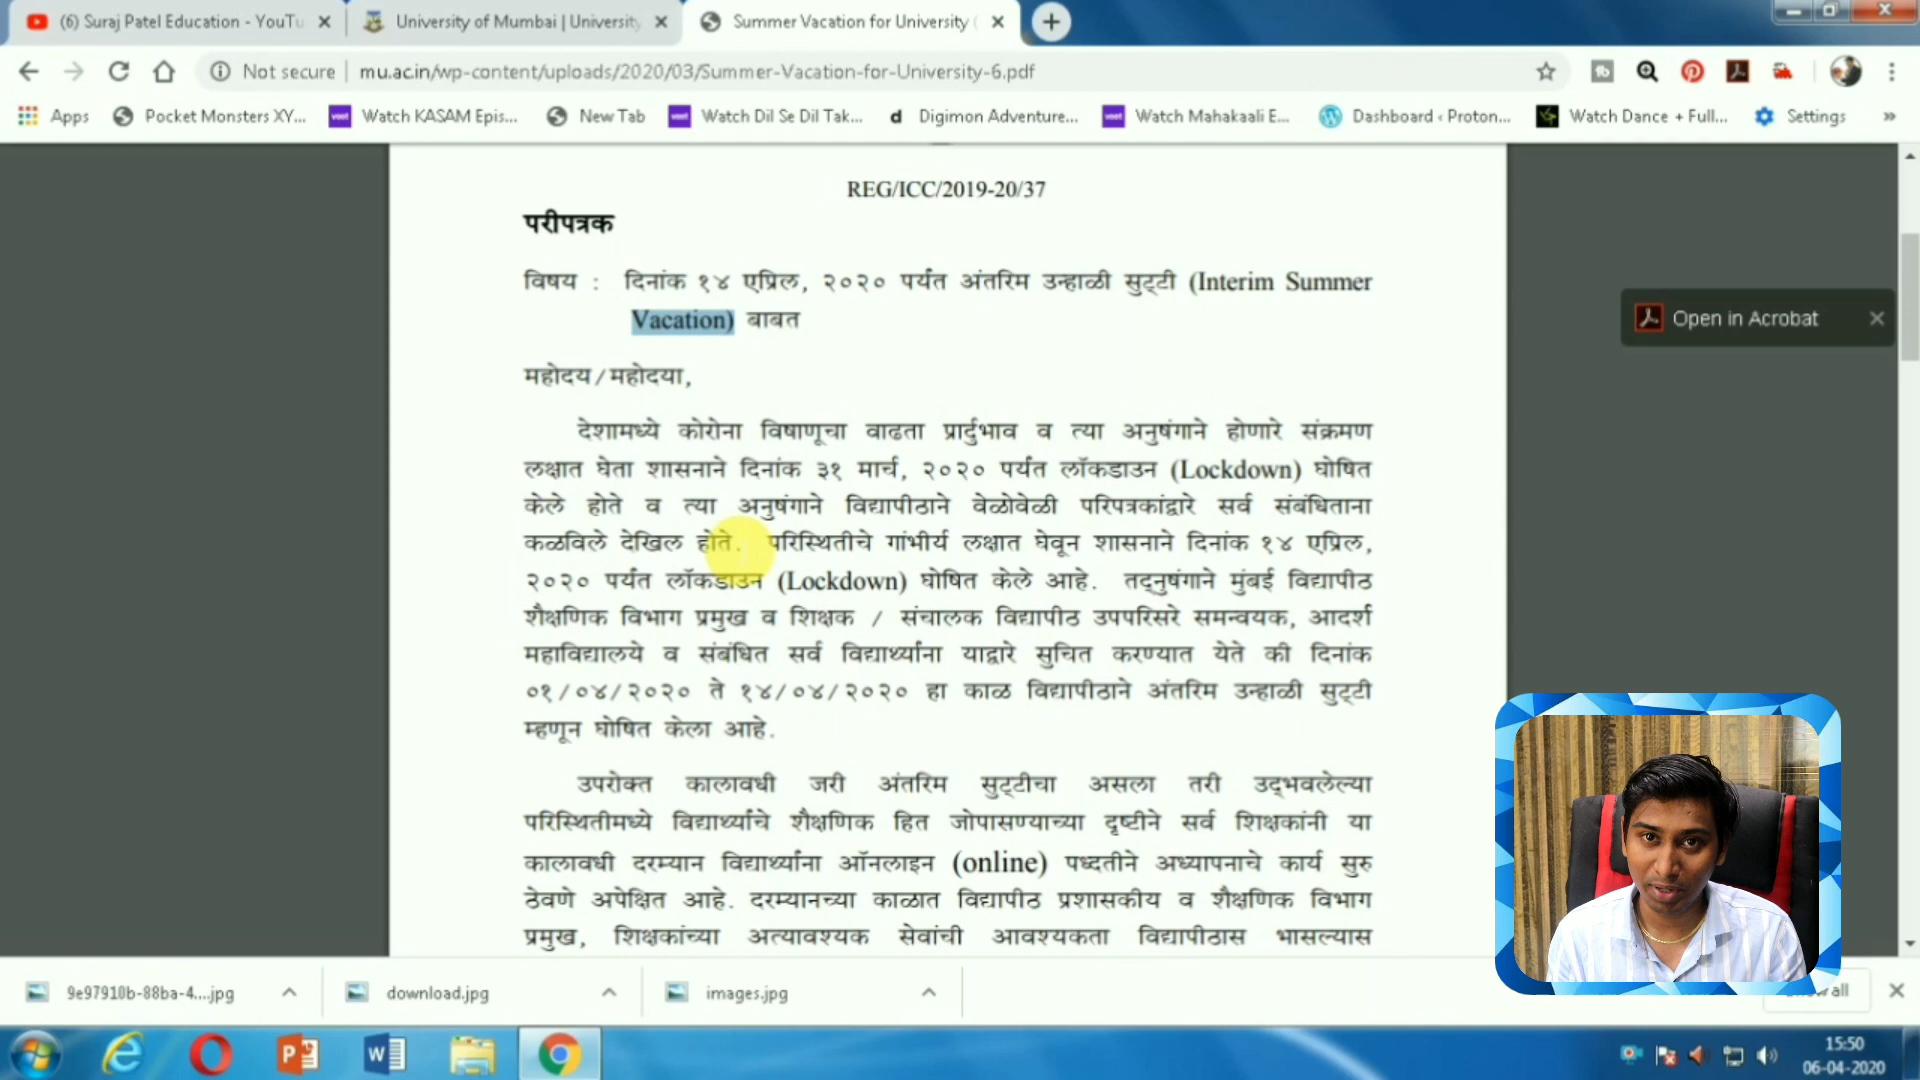 (6) Suraj Patel Education - YouTu
University of Mumbai | University
Summer Vacation for University (
Not secure | mu.ac.in/wp-content/uploads/2020/03/Summer-Vacation-for-University-6.pdf
Apps Pocket Monsters XY... Watch KASAM Epis... New Tab Watch Dil Se Dil Tak... Digimon Adventure... Watch Mahakaali E... Dashboard ‹ Proton... Watch Dance + Full... Settings »
REG/ICC/2019-20/37
परीपत्रक
विषय : दिनांक १४ एप्रिल, २०२० पर्यंत अंतरिम उन्हाळी सुट्टी (Interim Summer
Vacation) बाबत
Open in Acrobat
महोदय/महोदया,
देशामध्ये कोरोना विषाणूचा वाढता प्रार्दुभाव व त्या अनुषंगाने होणारे संक्रमण
लक्षात घेता शासनाने दिनांक ३१ मार्च, २०२० पर्यंत लॉकडाउन (Lockdown) घोषित
केले होते व त्या अनुषंगाने विद्यापीठाने वेळोवेळी परिपत्रकांद्वारे सर्व संबंधिताना
कळविले देखिल होते. परिस्थितीचे गांभीर्य लक्षात घेवून शासनाने दिनांक १४ एप्रिल,
२०२० पर्यंत लॉकडाउन (Lockdown) घोषित केले आहे. तद्नुषंगाने मुंबई विद्यापीठ
शैक्षणिक विभाग प्रमुख व शिक्षक / संचालक विद्यापीठ उपपरिसरे समन्वयक, आदर्श
महाविद्यालये व संबंधित सर्व विद्यार्थ्यांना याद्वारे सुचित करण्यात येते की दिनांक
०१/०४/२०२० ते १४/०४/२०२० हा काळ विद्यापीठाने अंतरिम उन्हाळी सुट्टी
म्हणून घोषित केला आहे.
उपरोक्त कालावधी जरी अंतरिम सुट्टीचा असला तरी उद्भवलेल्या
परिस्थितीमध्ये विद्यार्थ्यांचे शैक्षणिक हित जोपासण्याच्या दृष्टीने सर्व शिक्षकांनी या
कालावधी दरम्यान विद्यार्थ्यांना ऑनलाइन (online) पध्दतीने अध्यापनाचे कार्य सुरु
ठेवणे अपेक्षित आहे. दरम्यानच्या काळात विद्यापीठ प्रशासकीय व शैक्षणिक विभाग
प्रमुख, शिक्षकांच्या अत्यावश्यक सेवांची आवश्यकता विद्यापीठास भासल्यास
9e97910b-88ba-4....jpg download.jpg images.jpg all
15:50
06-04-2020